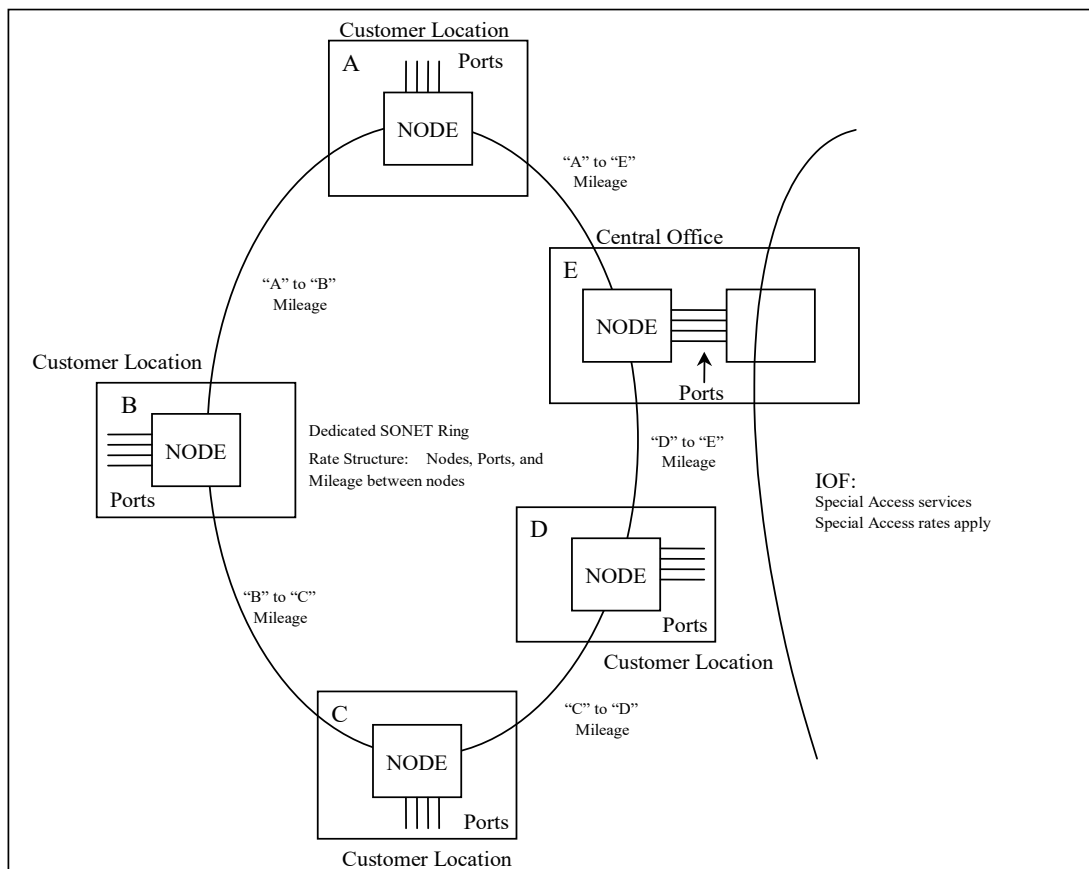 Customer Location
A
Ports
NODE
“A” to “E”
Mileage
Central Office
E
NODE
Ports
“A” to “B”
Mileage
Customer Location
B
NODE
Ports
Dedicated SONET Ring
Rate Structure: Nodes, Ports, and
Mileage between nodes
“D” to “E”
Mileage
IOF:
Special Access services
Special Access rates apply
D
NODE
Ports
Customer Location
“B” to “C”
Mileage
“C” to “D”
Mileage
C
NODE
Ports
Customer Location